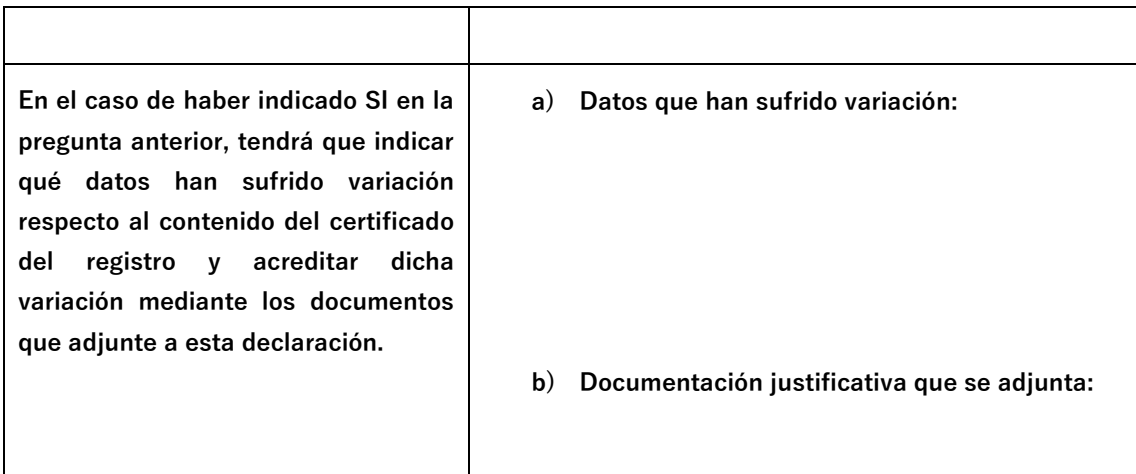 En el caso de haber indicado SI en la
pregunta anterior, tendrá que indicar
qué datos han sufrido variación
respecto al contenido del certificado
del registro y acreditar dicha
variación mediante los documentos
que adjunte a esta declaración.
a) Datos que han sufrido variación:
b) Documentación justificativa que se adjunta: